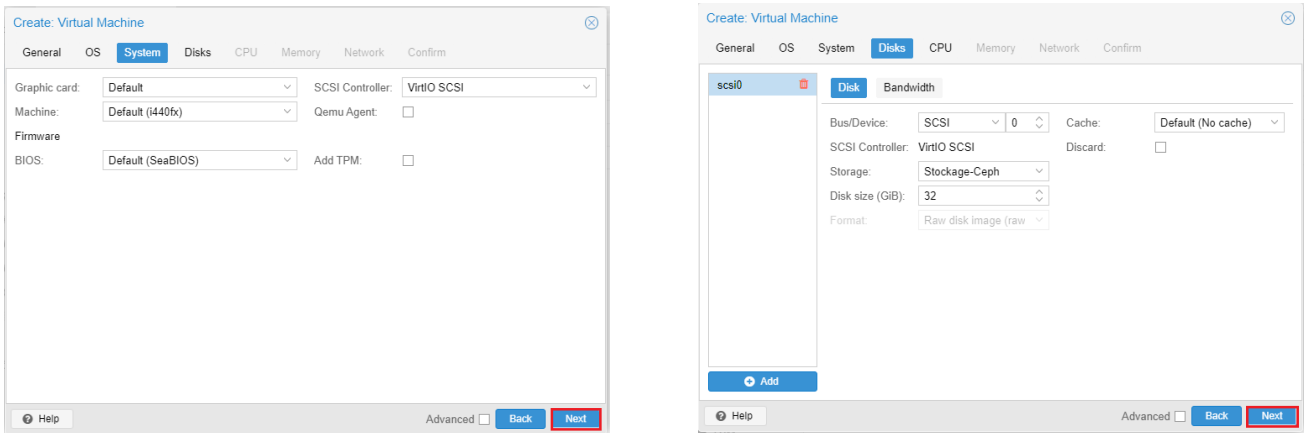 Create: Virtual Machine
General OS System Disks CPU Memory Network Confirm
Graphic card: Default SCSI Controller: VirtIO SCSI
Machine: Default (i440fx) Qemu Agent:
Firmware
BIOS: Default (SeaBIOS) Add TPM:
Help Advanced Back Next
Create: Virtual Machine
General OS System Disks CPU Memory Network Confirm
scsi0 Disk Bandwidth
Bus/Device: SCSI 0 Cache: Default (No cache)
SCSI Controller: VirtIO SCSI Discard:
Storage: Stockage-Ceph
Disk size (GiB): 32
Format: Raw disk image (raw
Add
Help Advanced Back Next